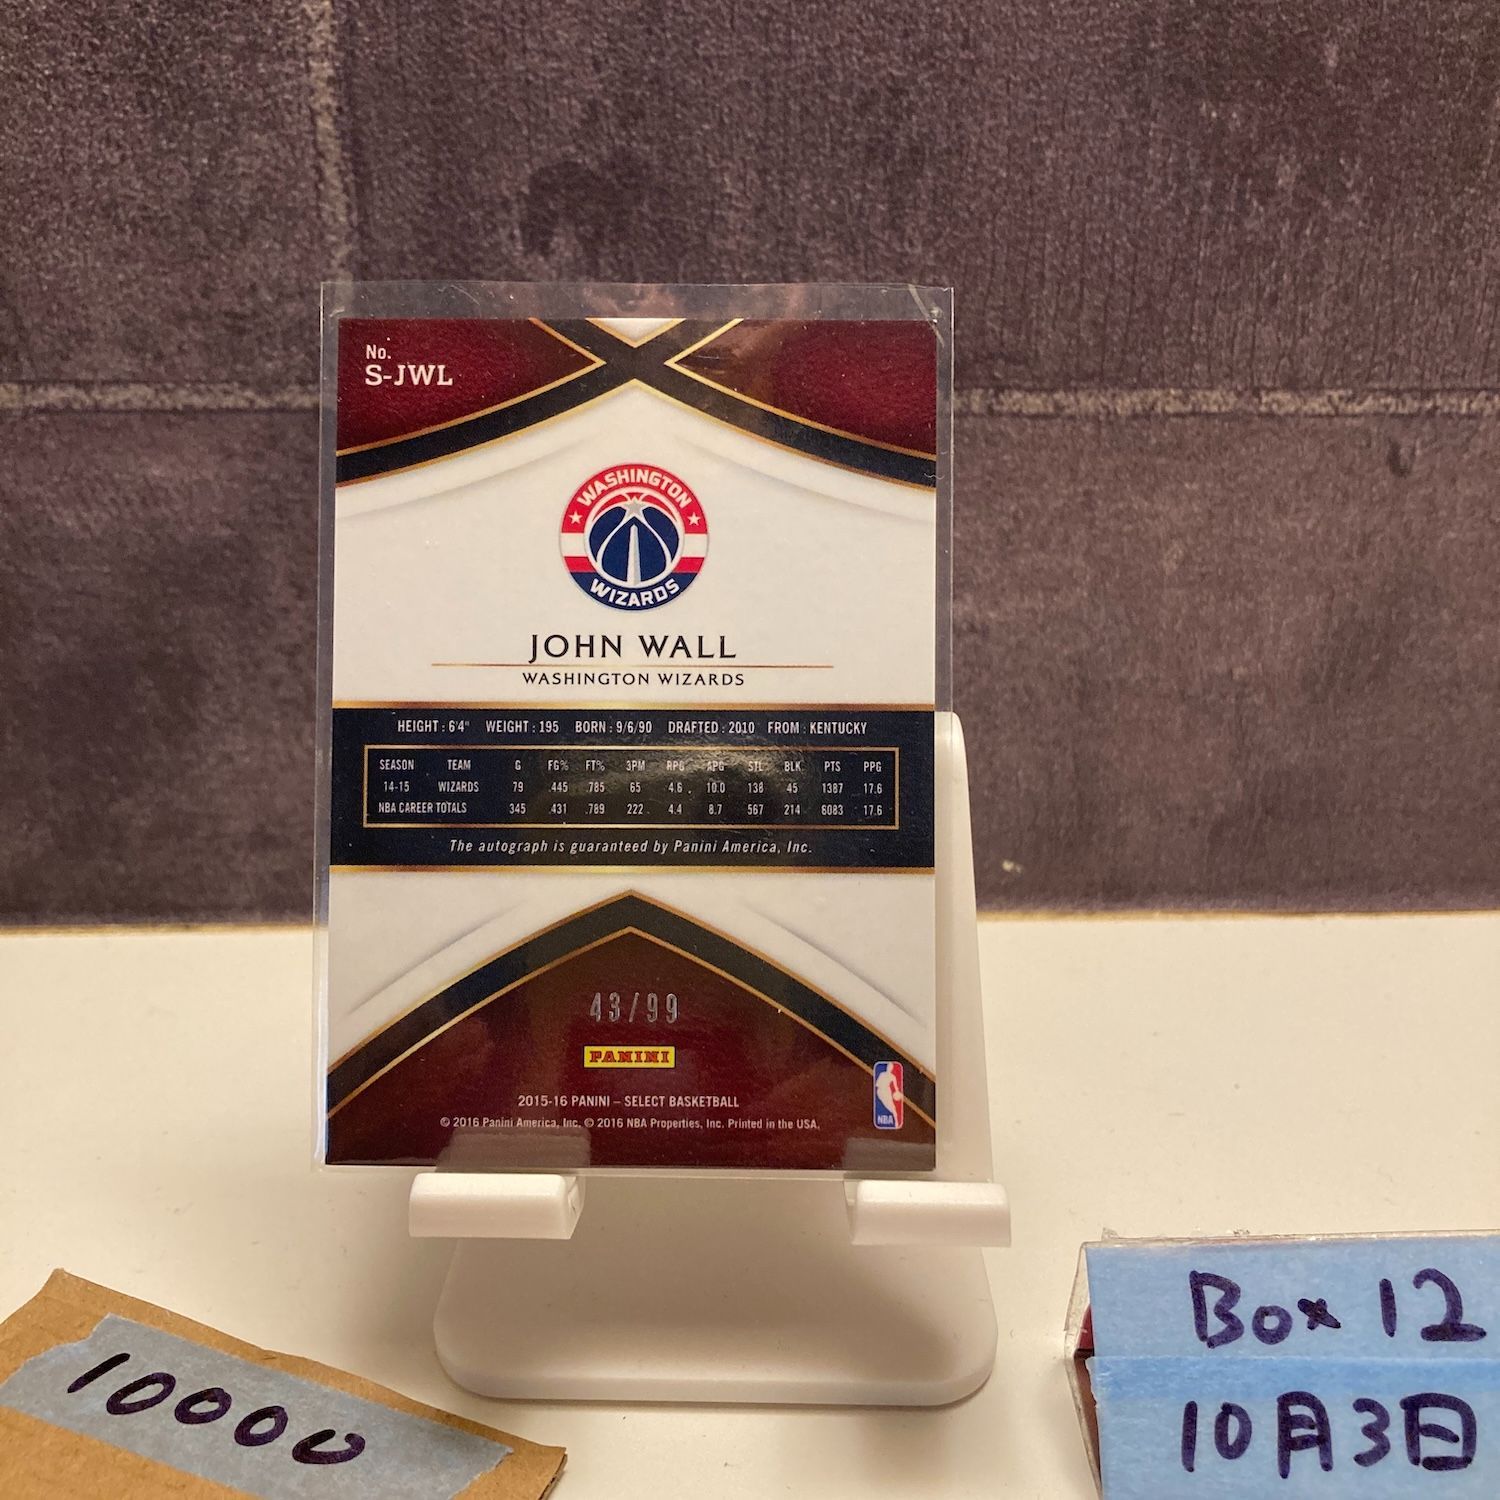 No.
S-JWL
WASHINGTON
WIZARDS
JOHN WALL
WASHINGTON WIZARDS
HEIGHT : 6'4" WEIGHT : 195 BORN : 9/6/90 DRAFTED : 2010 FROM : KENTUCKY
SEASON TEAM G FG% FT% 3PM RPG APG STL BLK PTS PPG
14-15 WIZARDS 79 .445 .785 65 4.6 10.0 138 45 1387 17.6
NBA CAREER TOTALS 345 .431 .789 222 4.4 8.7 567 214 6083 17.6
The autograph is guaranteed by Panini America, Inc.
43/99
PANINI
2015-16 PANINI – SELECT BASKETBALL
© 2016 Panini America, Inc. © 2016 NBA Properties, Inc. Printed in the USA.
NBA
10000
Box 12
10月3日